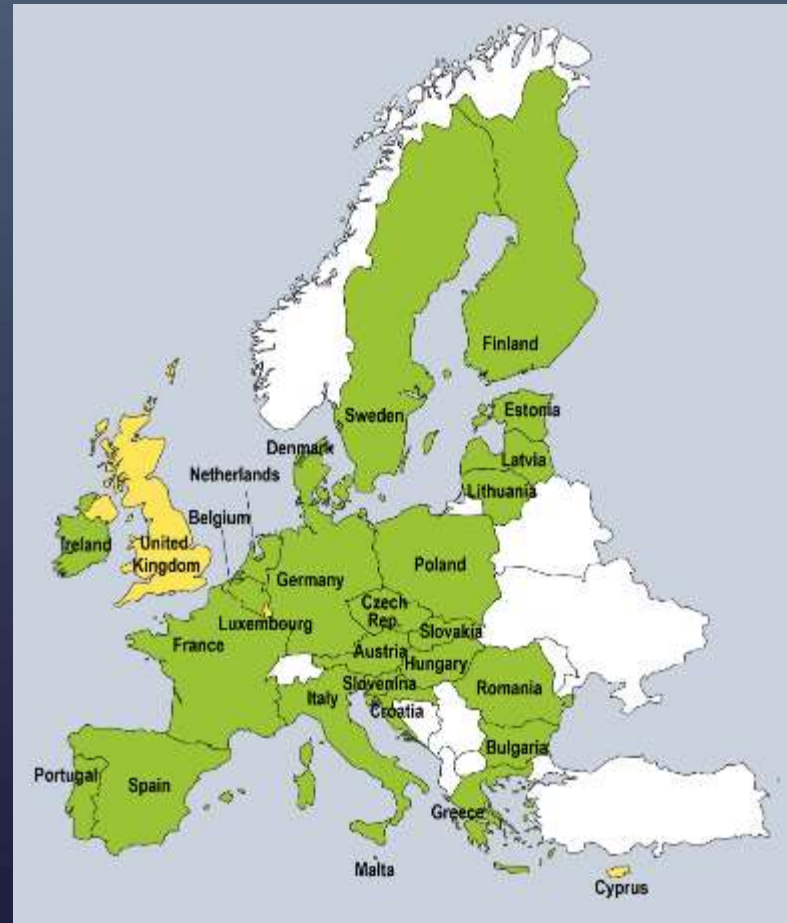 Finland
Sweden
Estonia
Denmark
Latvia
Netherlands
Lithuania
Belgium
Ireland
United
Kingdom
Poland
Germany
Czech
Rep.
Luxembourg
Slovakia
France
Austria
Hungary
Slovenina
Romania
Italy
Croatia
Bulgaria
Portugal
Spain
Greece
Malta
Cyprus